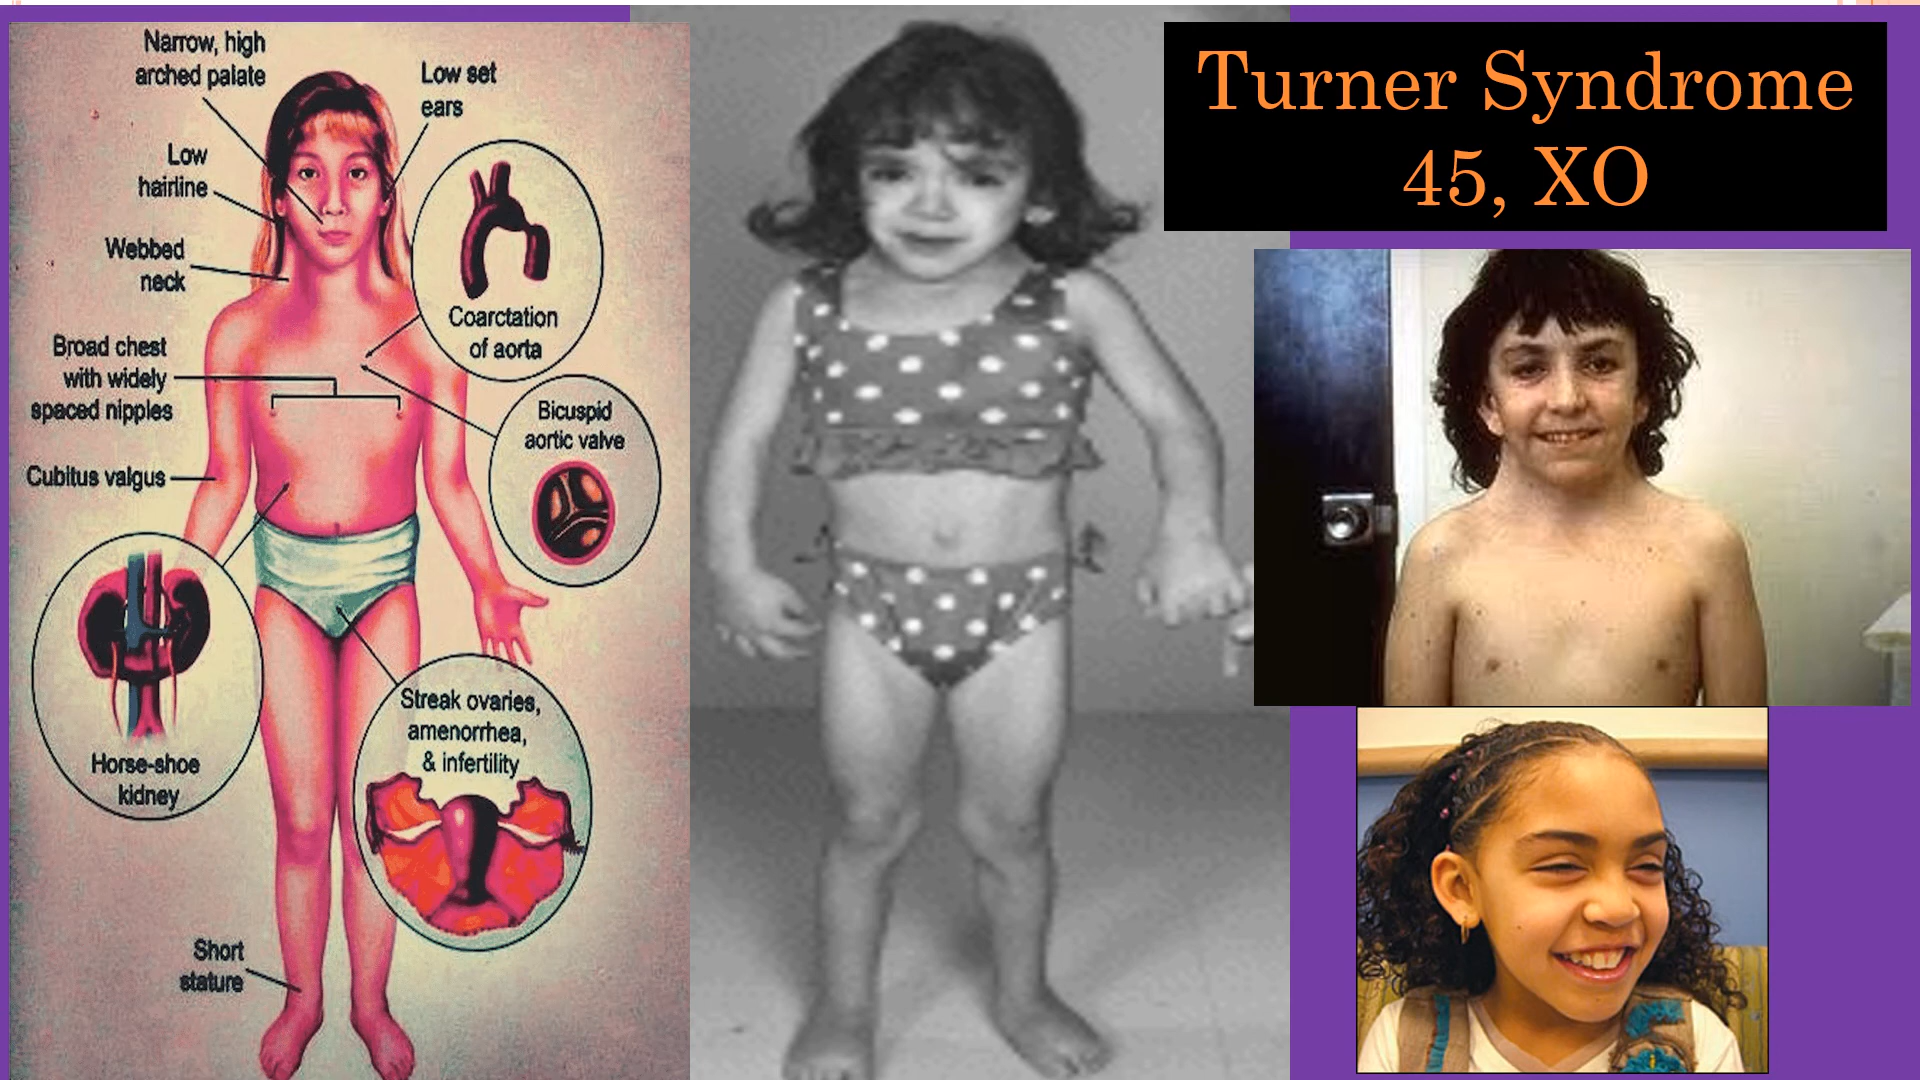 Turner Syndrome
45, XO
Narrow, high
arched palate
Low set
ears
Low
hairline
Webbed
neck
Coarctation
of aorta
Broad chest
with widely
spaced nipples
Bicuspid
aortic valve
Cubitus valgus
Streak ovaries,
amenorrhea,
& infertility
Horse-shoe
kidney
Short
stature